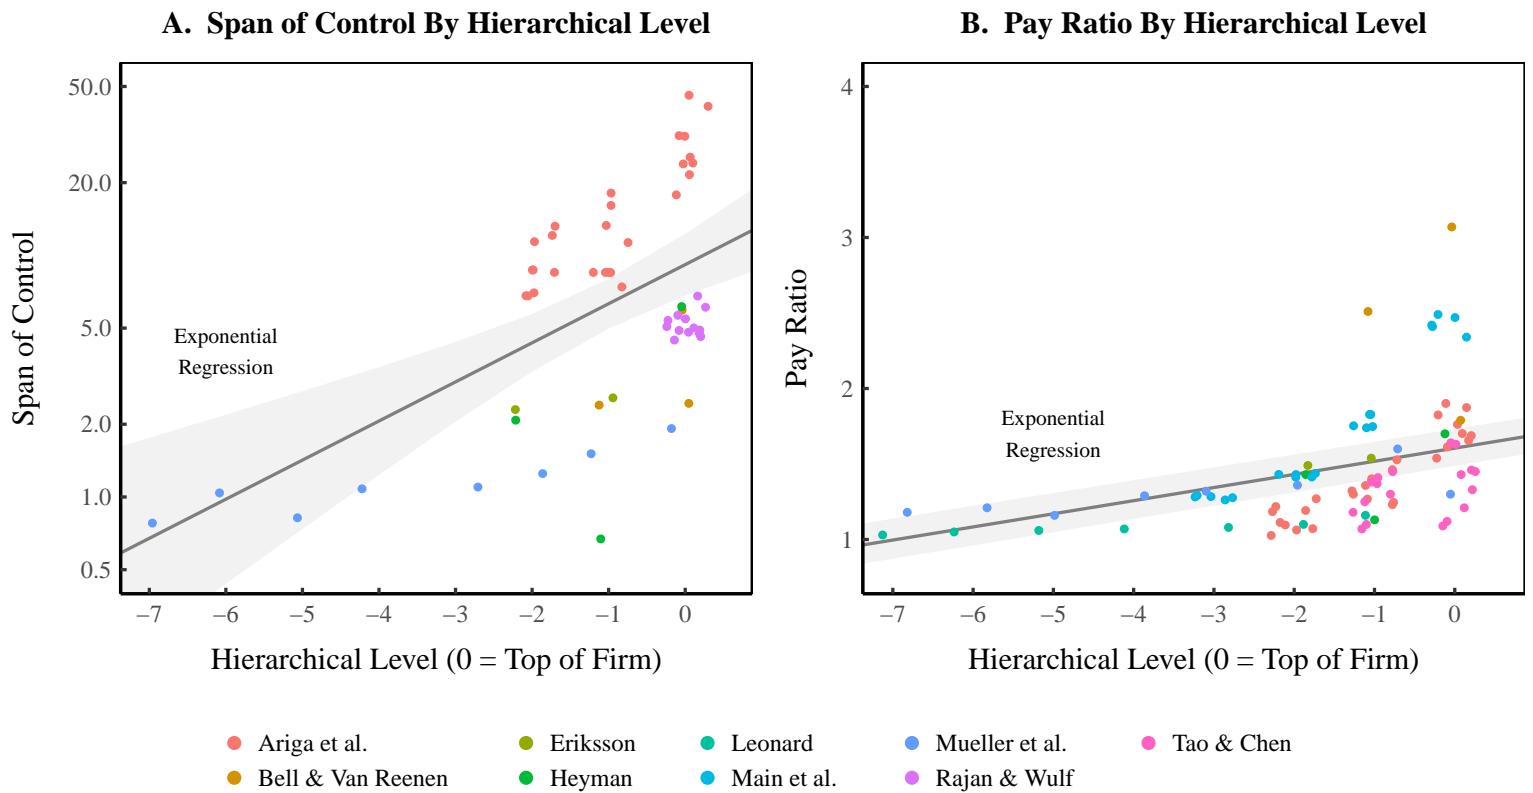 A.  Span of Control By Hierarchical Level
50.0
20.0
5.0
2.0
1.0
0.5
Span of Control
Exponential
Regression
−7 −6 −5 −4 −3 −2 −1 0
Hierarchical Level (0 = Top of Firm)
B.  Pay Ratio By Hierarchical Level
4
3
2
1
Pay Ratio
Exponential
Regression
−7 −6 −5 −4 −3 −2 −1 0
Hierarchical Level (0 = Top of Firm)
Ariga et al. Eriksson Leonard Mueller et al. Tao & Chen
Bell & Van Reenen Heyman Main et al. Rajan & Wulf